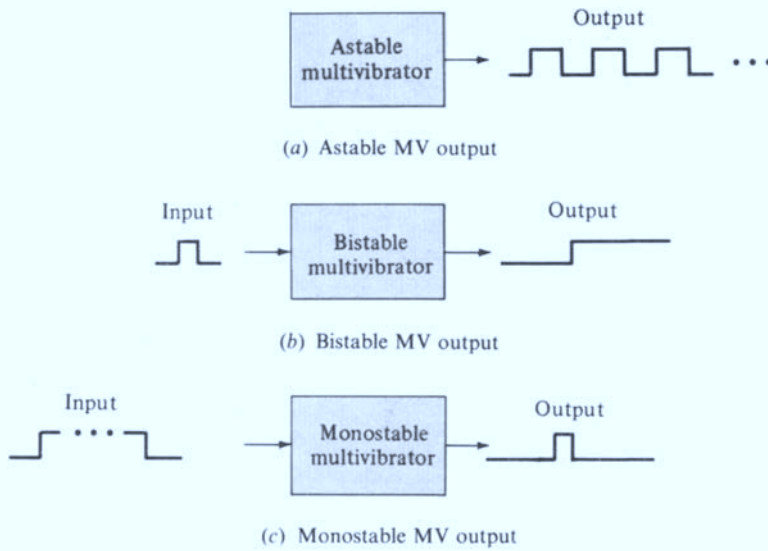 Output
Astable
multivibrator
(a) Astable MV output
Input
Output
Bistable
multivibrator
(b) Bistable MV output
Input
Output
Monostable
multivibrator
(c) Monostable MV output